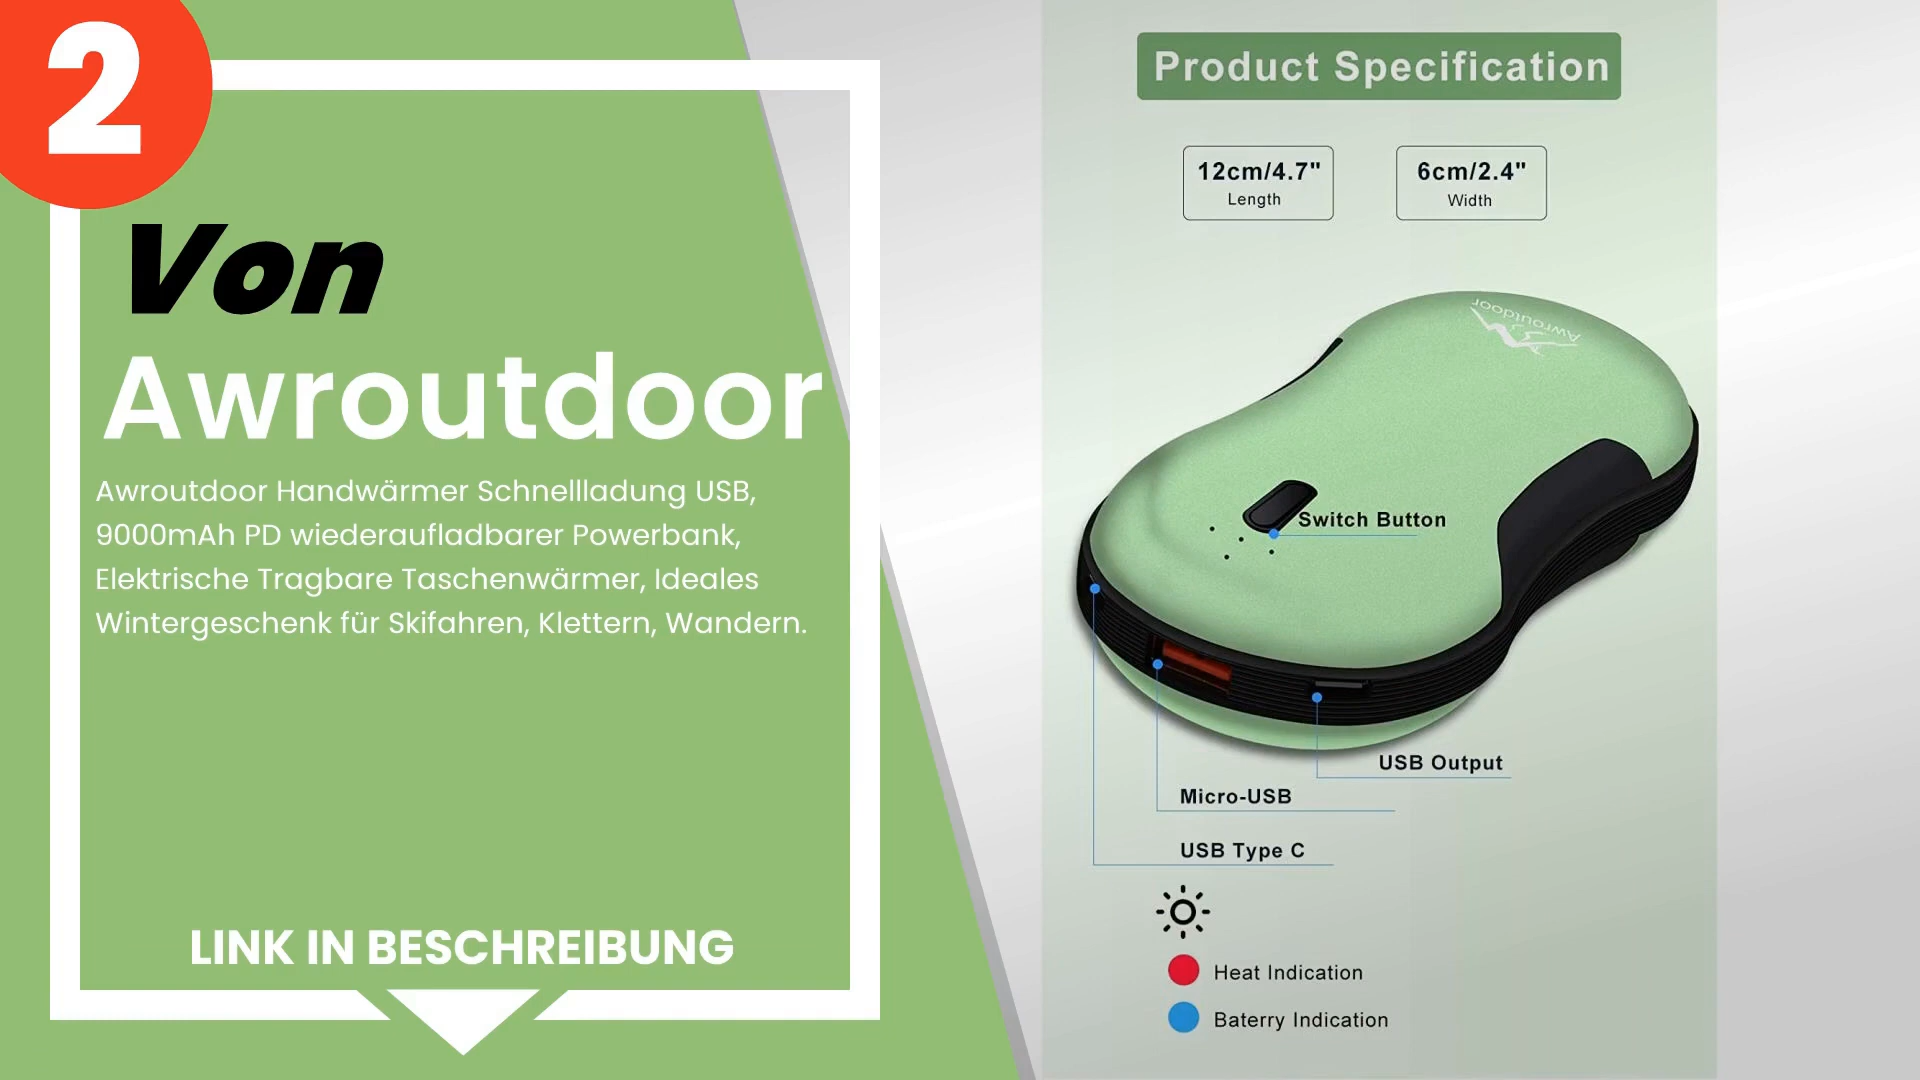 2
Von
Awroutdoor
Awroutdoor Handwärmer Schnellladung USB,
9000mAh PD wiederaufladbarer Powerbank,
Elektrische Tragbare Taschenwärmer, Ideales
Wintergeschenk für Skifahren, Klettern, Wandern.
LINK IN BESCHREIBUNG
Product Specification
12cm/4.7"
Length
6cm/2.4"
Width
Awroutdoor
Switch Button
USB Output
Micro-USB
USB Type C
Heat Indication
Baterry Indication